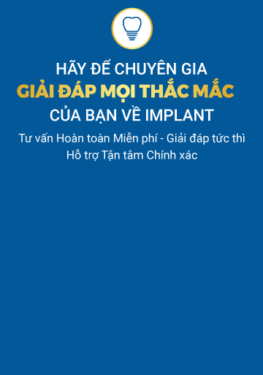 HÃY ĐỂ CHUYÊN GIA
GIẢI ĐÁP MỌI THẮC MẮC
CỦA BẠN VỀ IMPLANT
Tư vấn Hoàn toàn Miễn phí - Giải đáp tức thì
Hỗ trợ Tận tâm Chính xác